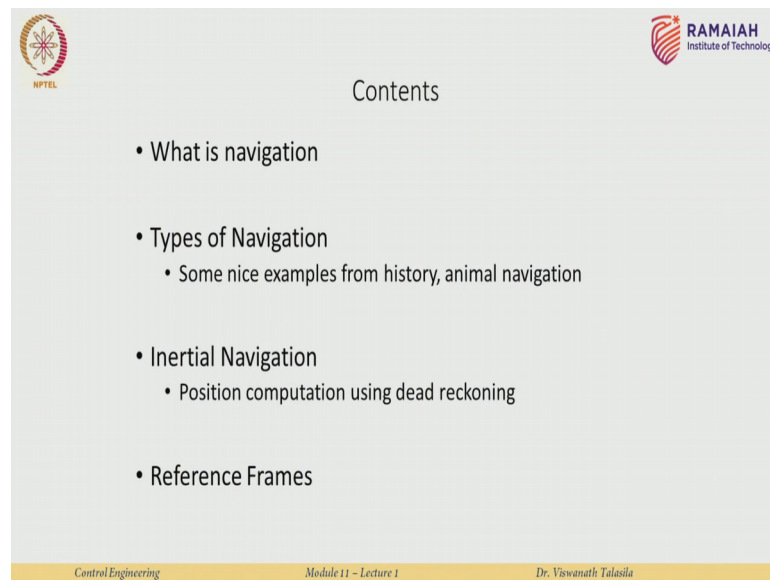 NPTEL
RAMAIAH
Institute of Technolog
Contents
• What is navigation
• Types of Navigation
• Some nice examples from history, animal navigation
• Inertial Navigation
• Position computation using dead reckoning
• Reference Frames
Control Engineering
Module 11 – Lecture 1
Dr. Viswanath Talasila